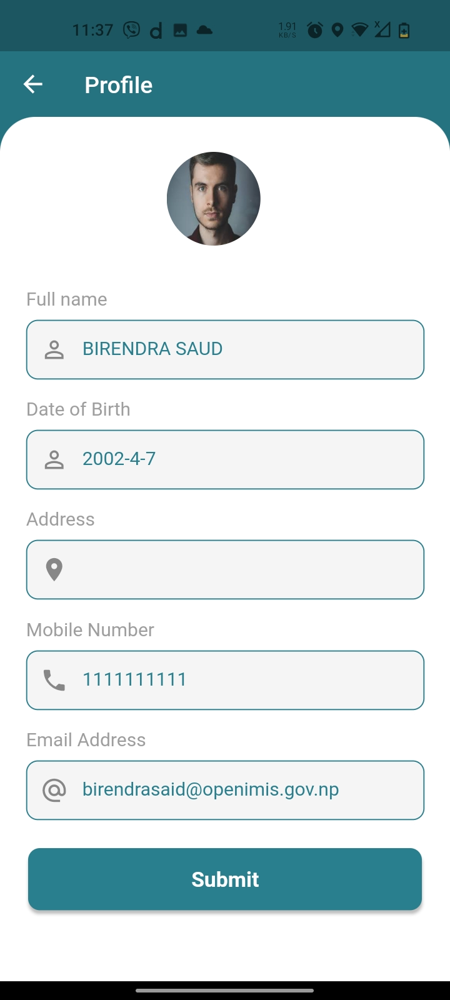 11:37
1.91
KB/S
Profile
Full name
BIRENDRA SAUD
Date of Birth
2002-4-7
Address
Mobile Number
1111111111
Email Address
birendrasaid@openimis.gov.np
Submit